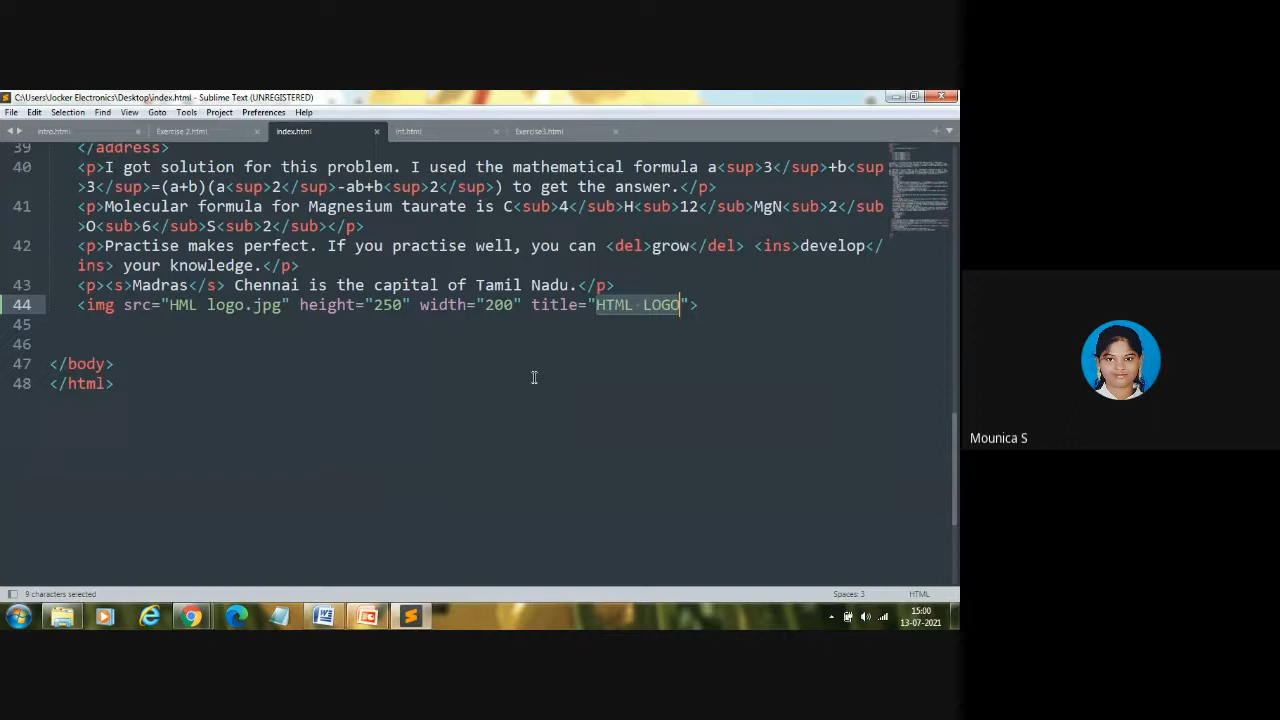 C:\Users\Jocker Electronics\Desktop\index.html - Sublime Text (UNREGISTERED)
File Edit Selection Find View Goto Tools Project Preferences Help
intro.html Exercise 2.html index.html int.html Exercise3.html
39 </address>
40 <p>I got solution for this problem. I used the mathematical formula a<sup>3</sup>+b<sup
>3</sup>=(a+b)(a<sup>2</sup>-ab+b<sup>2</sup>) to get the answer.</p>
41 <p>Molecular formula for Magnesium taurate is C<sub>4</sub>H<sub>12</sub>MgN<sub>2</sub
>O<sub>6</sub>S<sub>2</sub></p>
42 <p>Practise makes perfect. If you practise well, you can <del>grow</del> <ins>develop</
ins> your knowledge.</p>
43 <p><s>Madras</s> Chennai is the capital of Tamil Nadu.</p>
44 <img src="HML logo.jpg" height="250" width="200" title="HTML LOGO">
45
46
47 </body>
48 </html>
Mounica S
9 characters selected Spaces: 3 HTML
15:00
13-07-2021